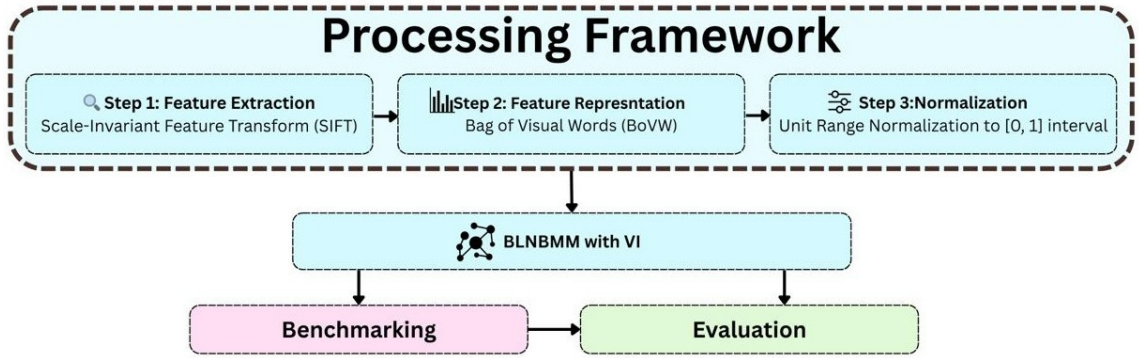 Processing Framework
Step 1: Feature Extraction
Scale-Invariant Feature Transform (SIFT)
Step 2: Feature Represntation
Bag of Visual Words (BoVW)
Step 3:Normalization
Unit Range Normalization to [0, 1] interval
BLNBMM with VI
Benchmarking
Evaluation